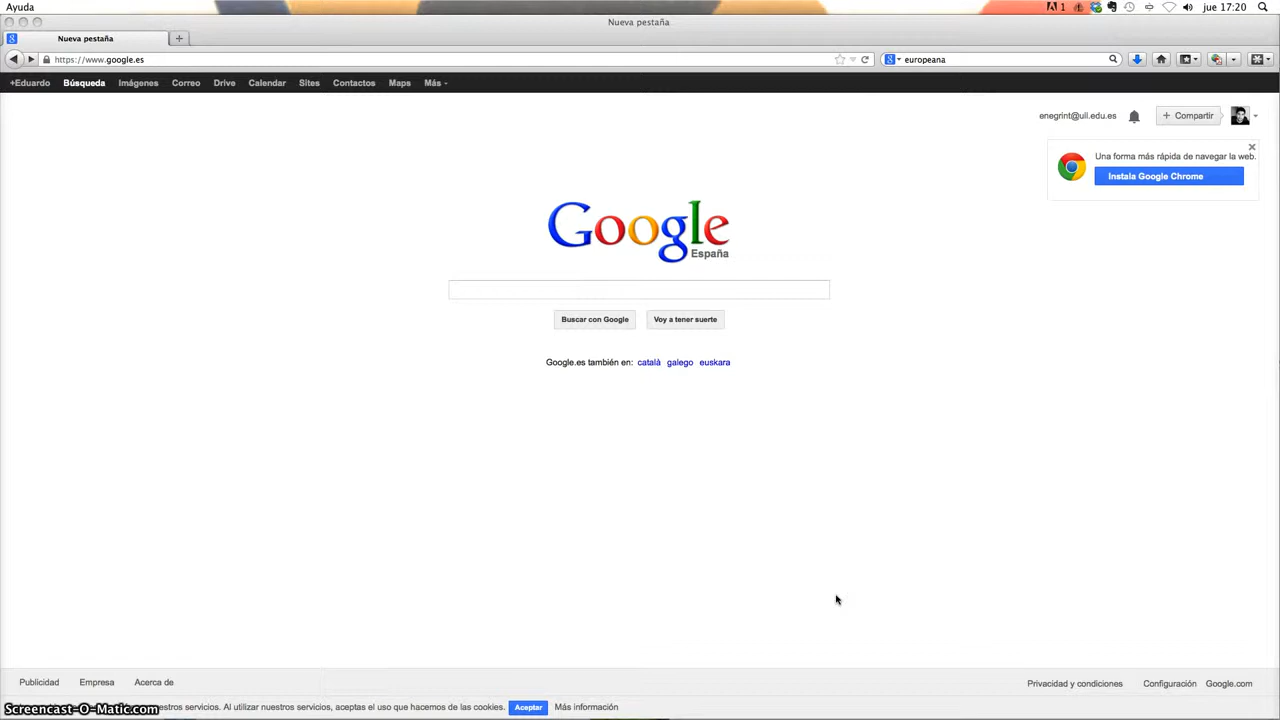 Ayuda
1 jue 17:20
Nueva pestaña
Nueva pestaña
https://www.google.es
europeana
+Eduardo Búsqueda Imágenes Correo Drive Calendar Sites Contactos Maps Más
enegrint@ull.edu.es
+ Compartir
Una forma más rápida de navegar la web.
Instala Google Chrome
Google
España
Buscar con Google Voy a tener suerte
Google.es también en: català galego euskara
Publicidad Empresa Acerca de
Privacidad y condiciones Configuración Google.com
Screencast-O-Matic.com
nuestros servicios. Al utilizar nuestros servicios, aceptas el uso que hacemos de las cookies. Aceptar Más información